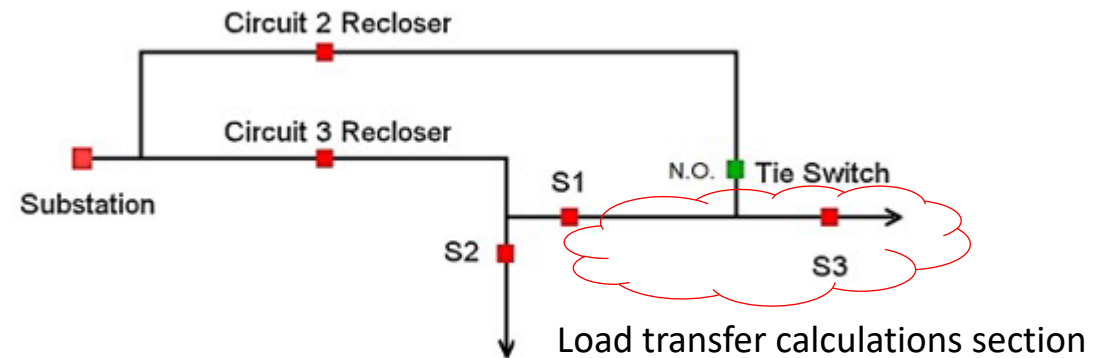 Circuit 2 Recloser
Circuit 3 Recloser
N.O. Tie Switch
S1
Substation
S2
S3
Load transfer calculations section